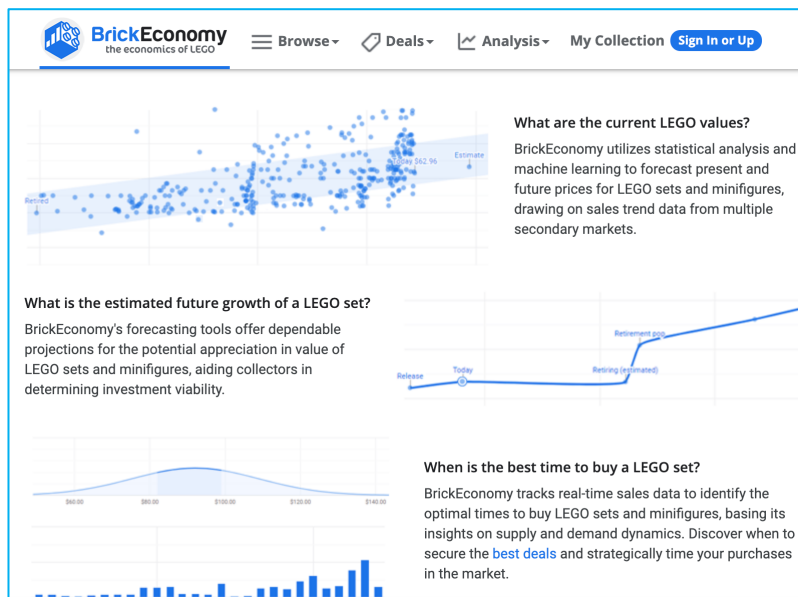 BrickEconomy
the economics of LEGO
Browse
Deals
Analysis
My Collection
Sign In or Up
Retired
Today $62.96
Estimate
What are the current LEGO values?
BrickEconomy utilizes statistical analysis and
machine learning to forecast present and
future prices for LEGO sets and minifigures,
drawing on sales trend data from multiple
secondary markets.
What is the estimated future growth of a LEGO set?
BrickEconomy's forecasting tools offer dependable
projections for the potential appreciation in value of
LEGO sets and minifigures, aiding collectors in
determining investment viability.
Release
Today
Retiring (estimated)
Retirement pop
$60.00
$80.00
$100.00
$120.00
$140.00
When is the best time to buy a LEGO set?
BrickEconomy tracks real-time sales data to identify the
optimal times to buy LEGO sets and minifigures, basing its
insights on supply and demand dynamics. Discover when to
secure the best deals and strategically time your purchases
in the market.